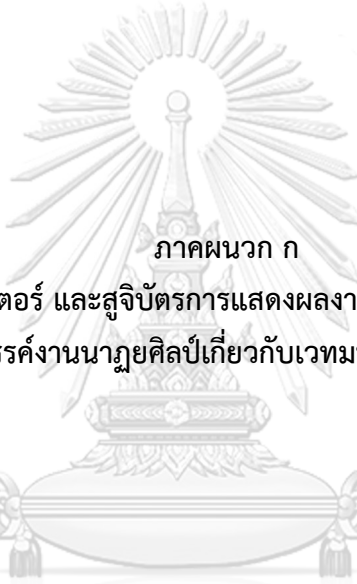 ภาคผนวก ก
ตอร์ และสูจิบัตรการแสดงผลงา
รค์งานนาฏยศิลป์เกี่ยวกับเวทม